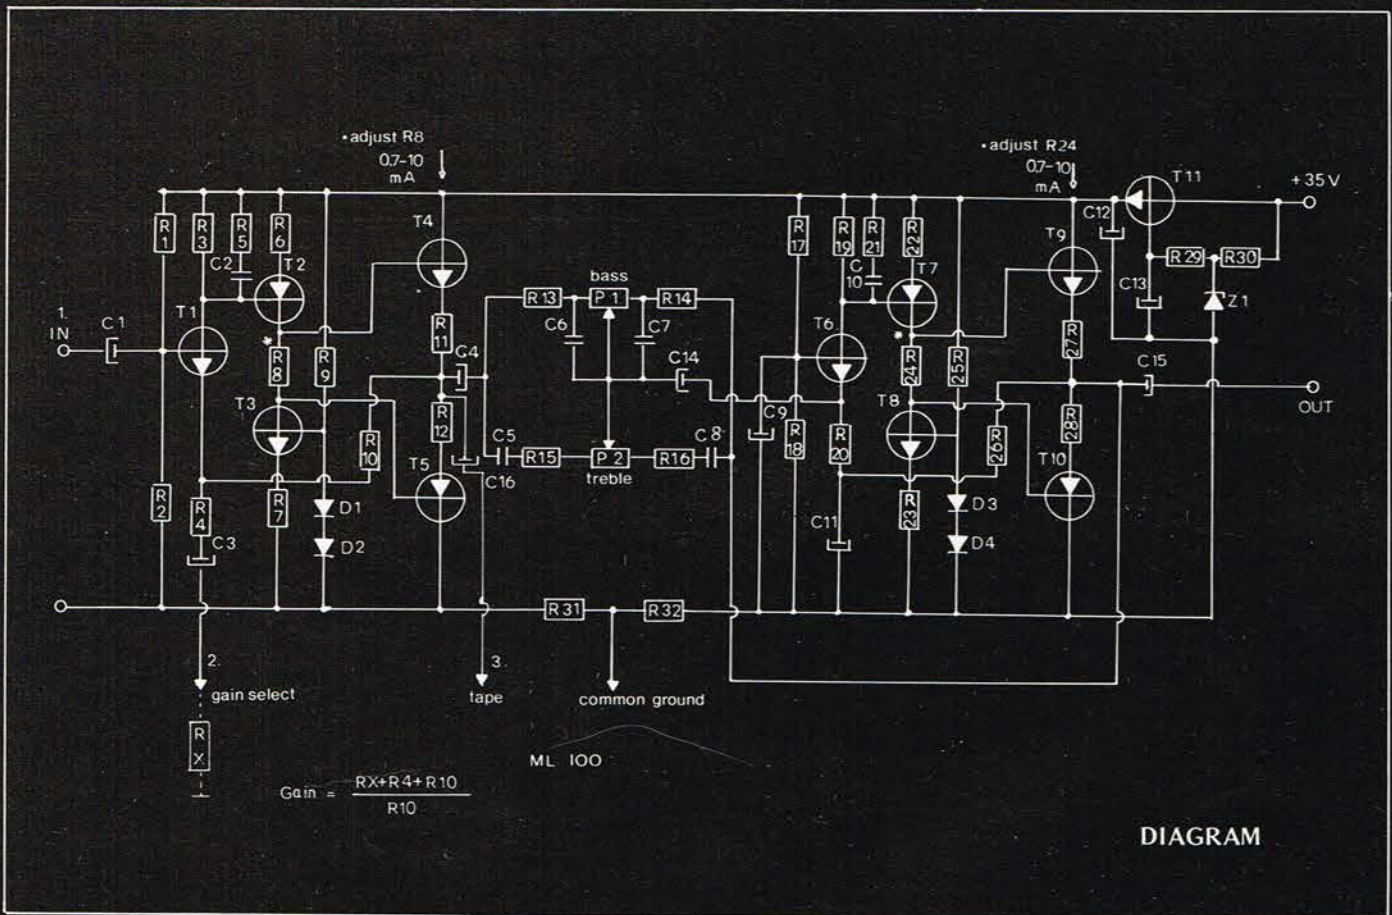 •adjust R8
0.7-10
mA
•adjust R24
0.7-10
mA
T11
+35V
R1
R3
R5
R6
T4
R17
R19
R21
R22
T9
C12
R29
R30
C2
T2
bass
C10
T7
C13
Z1
1.
IN
C1
T1
R13
P1
R14
T6
*
R8
R9
R11
C6
C7
*
R24
R25
R27
C15
C4
C14
OUT
T3
R10
R12
C9
R18
R20
T8
R26
R28
C5
R15
P2
R16
C8
treble
T5
C16
T10
R2
R4
R7
D1
C11
R23
D3
C3
D2
D4
R31
R32
2.
gain select
3.
tape
common ground
RX
ML 100
Gain = RX+R4+R10
R10
DIAGRAM